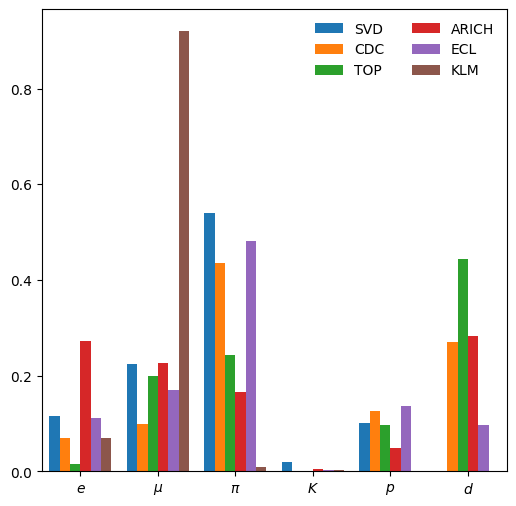 SVD ARICH
CDC ECL
TOP KLM
0.8
0.6
0.4
0.2
0.0
e μ π K p d